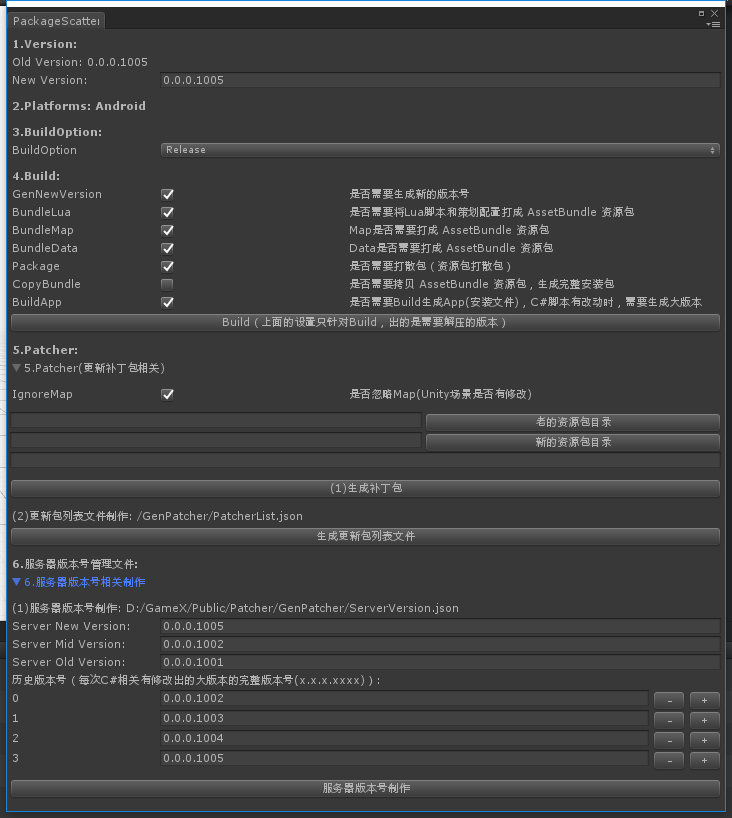 PackageScatter
1.Version:
Old Version: 0.0.0.1005
New Version: 0.0.0.1005
2.Platforms: Android
3.BuildOption:
BuildOption Release
4.Build:
GenNewVersion 是否需要生成新的版本号
BundleLua 是否需要将Lua脚本和策划配置打成 AssetBundle 资源包
BundleMap Map是否需要打成 AssetBundle 资源包
BundleData Data是否需要打成 AssetBundle 资源包
Package 是否需要打散包（资源包打散包）
CopyBundle 是否需要拷贝 AssetBundle 资源包，生成完整安装包
BuildApp 是否需要Build生成App(安装文件)，C#脚本有改动时，需要生成大版本
Build（上面的设置只针对Build，出的是需要解压的版本）
5.Patcher:
5.Patcher(更新补丁包相关)
IgnoreMap 是否忽略Map(Unity场景是否有修改)
老的资源包目录
新的资源包目录
(1)生成补丁包
(2)更新包列表文件制作: /GenPatcher/PatcherList.json
生成更新包列表文件
6.服务器版本号管理文件:
6.服务器版本号相关制作
(1)服务器版本号制作: D:/GameX/Public/Patcher/GenPatcher/ServerVersion.json
Server New Version: 0.0.0.1005
Server Mid Version: 0.0.0.1002
Server Old Version: 0.0.0.1001
历史版本号（每次C#相关有修改出的大版本的完整版本号(x.x.x.xxxx)）:
0 0.0.0.1002 - +
1 0.0.0.1003 - +
2 0.0.0.1004 - +
3 0.0.0.1005 - +
服务器版本号制作